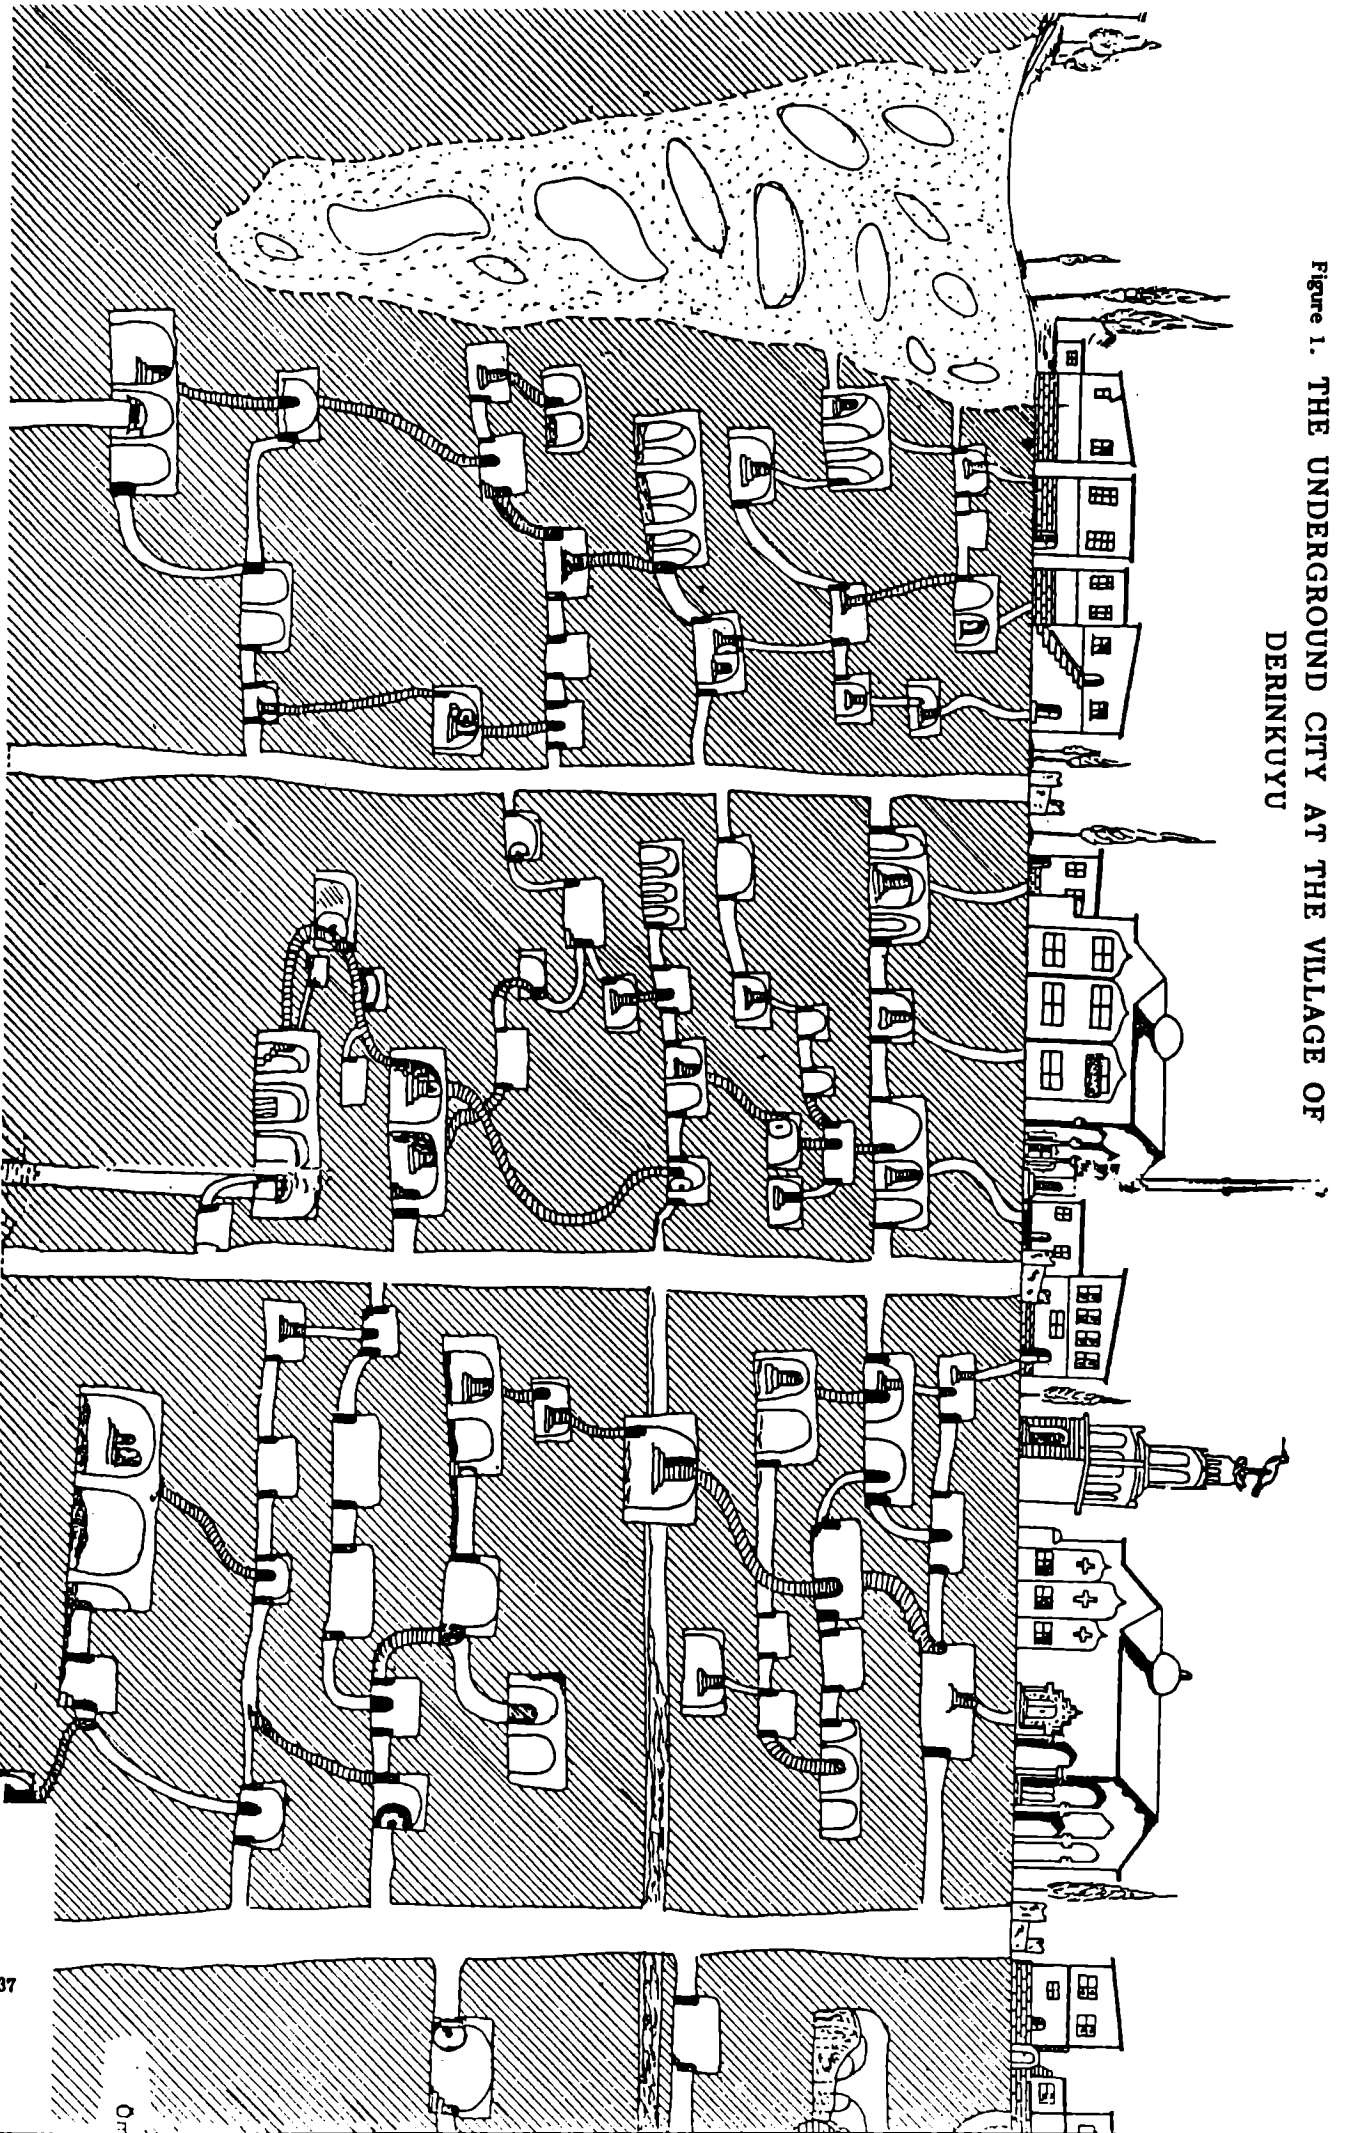 Figure 1. THE UNDERGROUND CITY AT THE VILLAGE OF
DERINKUYU
37